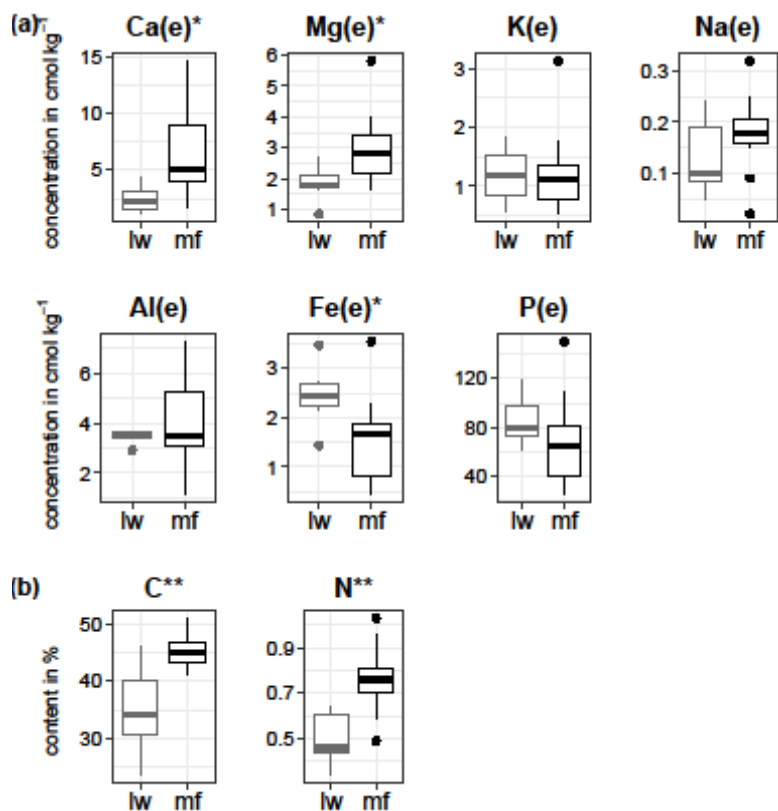 (a) Ca(e)* Mg(e)* K(e) Na(e)
concentration in cmol kg⁻¹
15
10
5
lw mf
6
5
4
3
2
1
lw mf
3
2
1
lw mf
0.3
0.2
0.1
lw mf
Al(e) Fe(e)* P(e)
concentration in cmol kg⁻¹
6
4
2
lw mf
3
2
1
lw mf
120
80
40
lw mf
(b) C** N**
content in %
50
40
30
lw mf
0.9
0.7
0.5
lw mf